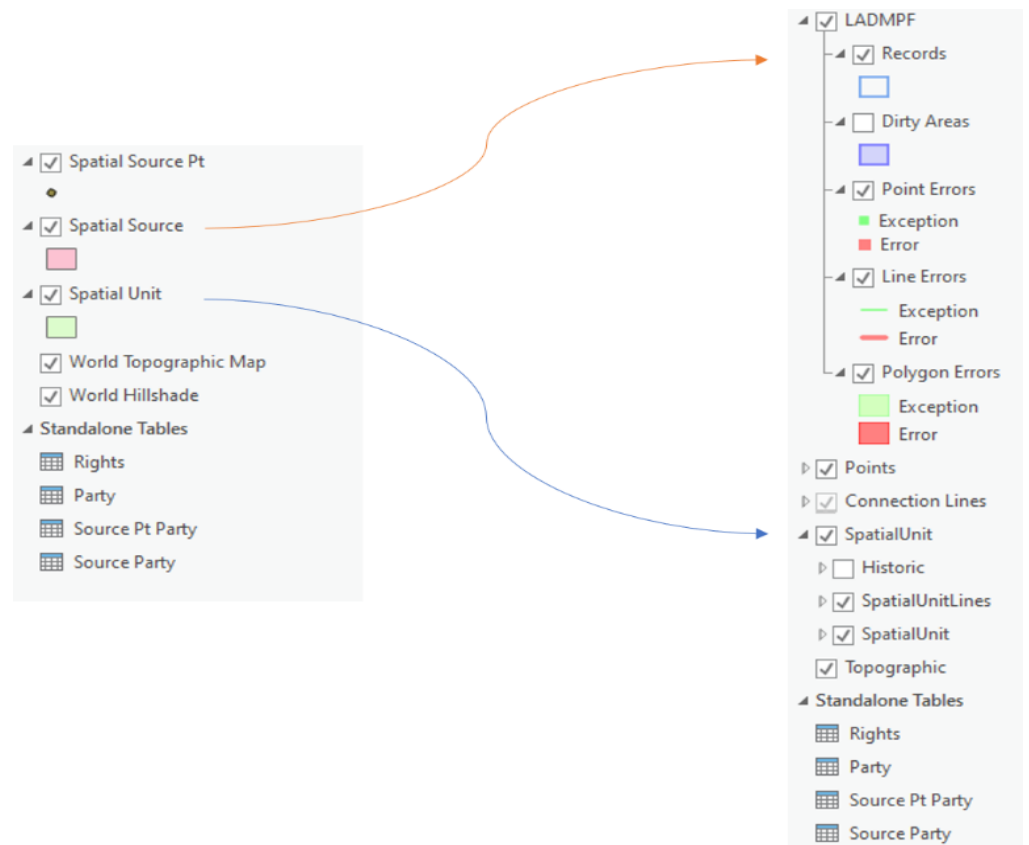 Spatial Source Pt
Spatial Source
Spatial Unit
World Topographic Map
World Hillshade
Standalone Tables
Rights
Party
Source Pt Party
Source Party
LADMPF
Records
Dirty Areas
Point Errors
Exception
Error
Line Errors
Exception
Error
Polygon Errors
Exception
Error
Points
Connection Lines
SpatialUnit
Historic
SpatialUnitLines
SpatialUnit
Topographic
Standalone Tables
Rights
Party
Source Pt Party
Source Party